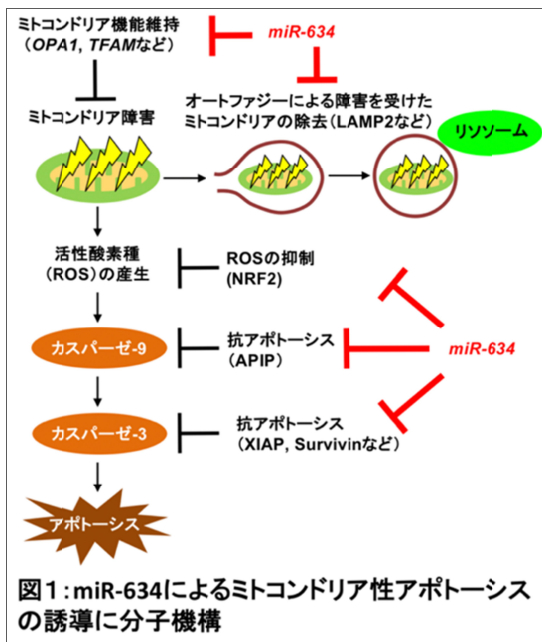 ミトコンドリア機能維持
（OPA1, TFAMなど）
miR-634
ミトコンドリア障害
オートファジーによる障害を受けた
ミトコンドリアの除去（LAMP2など）
リソソーム
活性酸素種
（ROS）の産生
ROSの抑制
(NRF2)
カスパーゼ-9
抗アポトーシス
（APIP）
miR-634
カスパーゼ-3
抗アポトーシス
（XIAP, Survivinなど）
アポトーシス
図1：miR-634によるミトコンドリア性アポトーシス
の誘導に分子機構